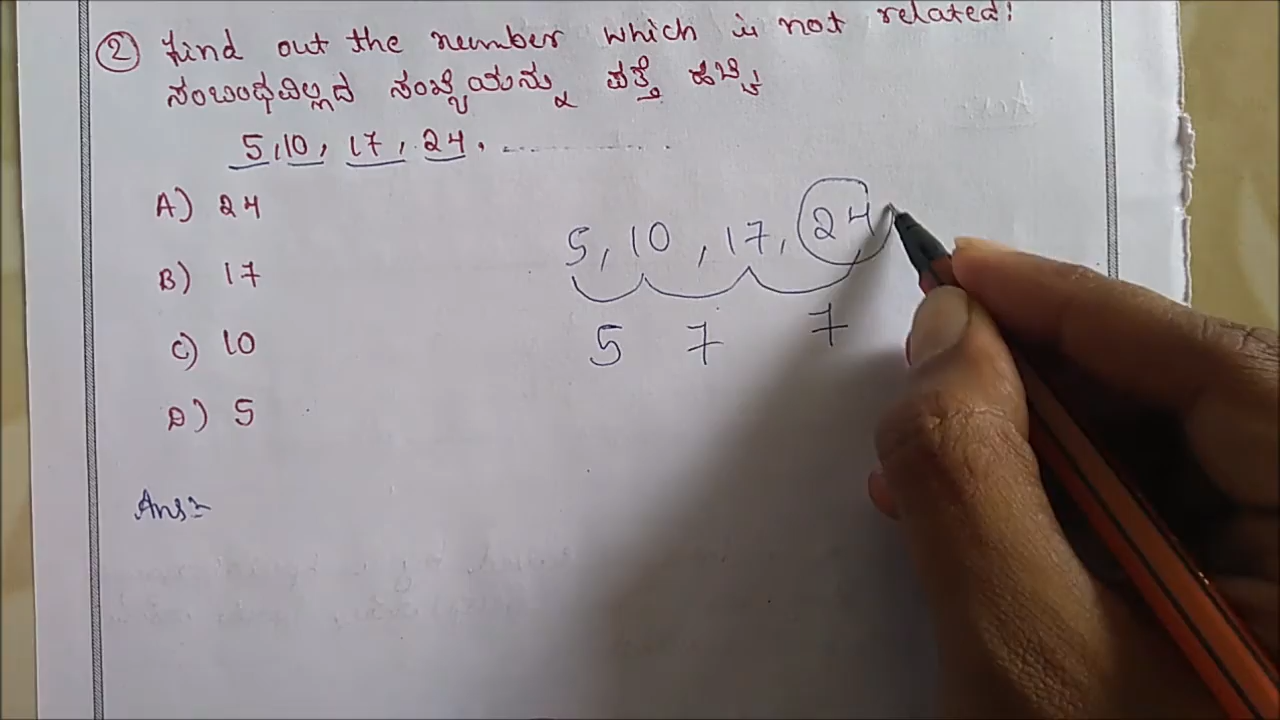 ② Find out the number which is not related:
ಸಂಬಂಧವಿಲ್ಲದ ಸಂಖ್ಯೆಯನ್ನು ಪತ್ತೆ ಹಚ್ಚಿ
5, 10, 17, 24. ............
A) 24
B) 17
C) 10
D) 5
5, 10, 17, 24
5 7 7
Ans:-